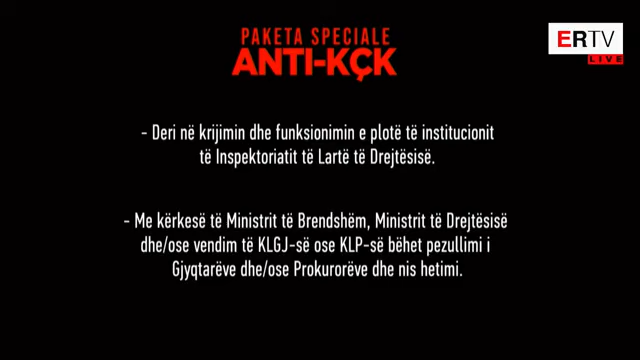 PAKETA SPECIALE
ANTI-KÇK
ERTV
LIVE
- Deri në krijimin dhe funksionimin e plotë të institucionit
të Inspektoriatit të Lartë të Drejtësisë.
- Me kërkesë të Ministrit të Brendshëm, Ministrit të Drejtësisë
dhe/ose vendim të KLGJ-së ose KLP-së bëhet pezullimi i
Gjyqtarëve dhe/ose Prokurorëve dhe nis hetimi.